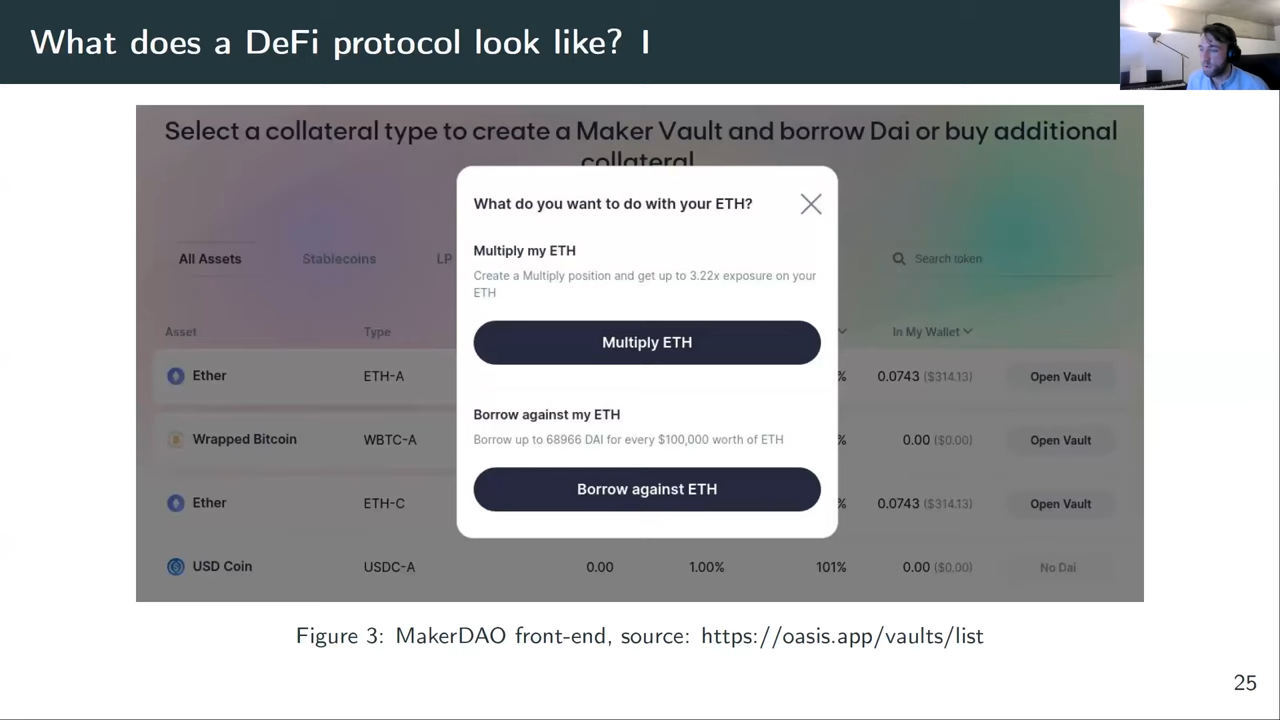 What does a DeFi protocol look like? I
Select a collateral type to create a Maker Vault and borrow Dai or buy additional
collateral
What do you want to do with your ETH?
Multiply my ETH
Create a Multiply position and get up to 3.22x exposure on your
ETH
Multiply ETH
Borrow against my ETH
Borrow up to 68966 DAI for every $100,000 worth of ETH
Borrow against ETH
All Assets Stablecoins LP Search token
Asset Type In My Wallet
Ether ETH-A % 0.0743 ($314.13) Open Vault
Wrapped Bitcoin WBTC-A % 0.00 ($0.00) Open Vault
Ether ETH-C % 0.0743 ($314.13) Open Vault
USD Coin USDC-A 0.00 1.00% 101% 0.00 ($0.00) No Dai
Figure 3: MakerDAO front-end, source: https://oasis.app/vaults/list
25